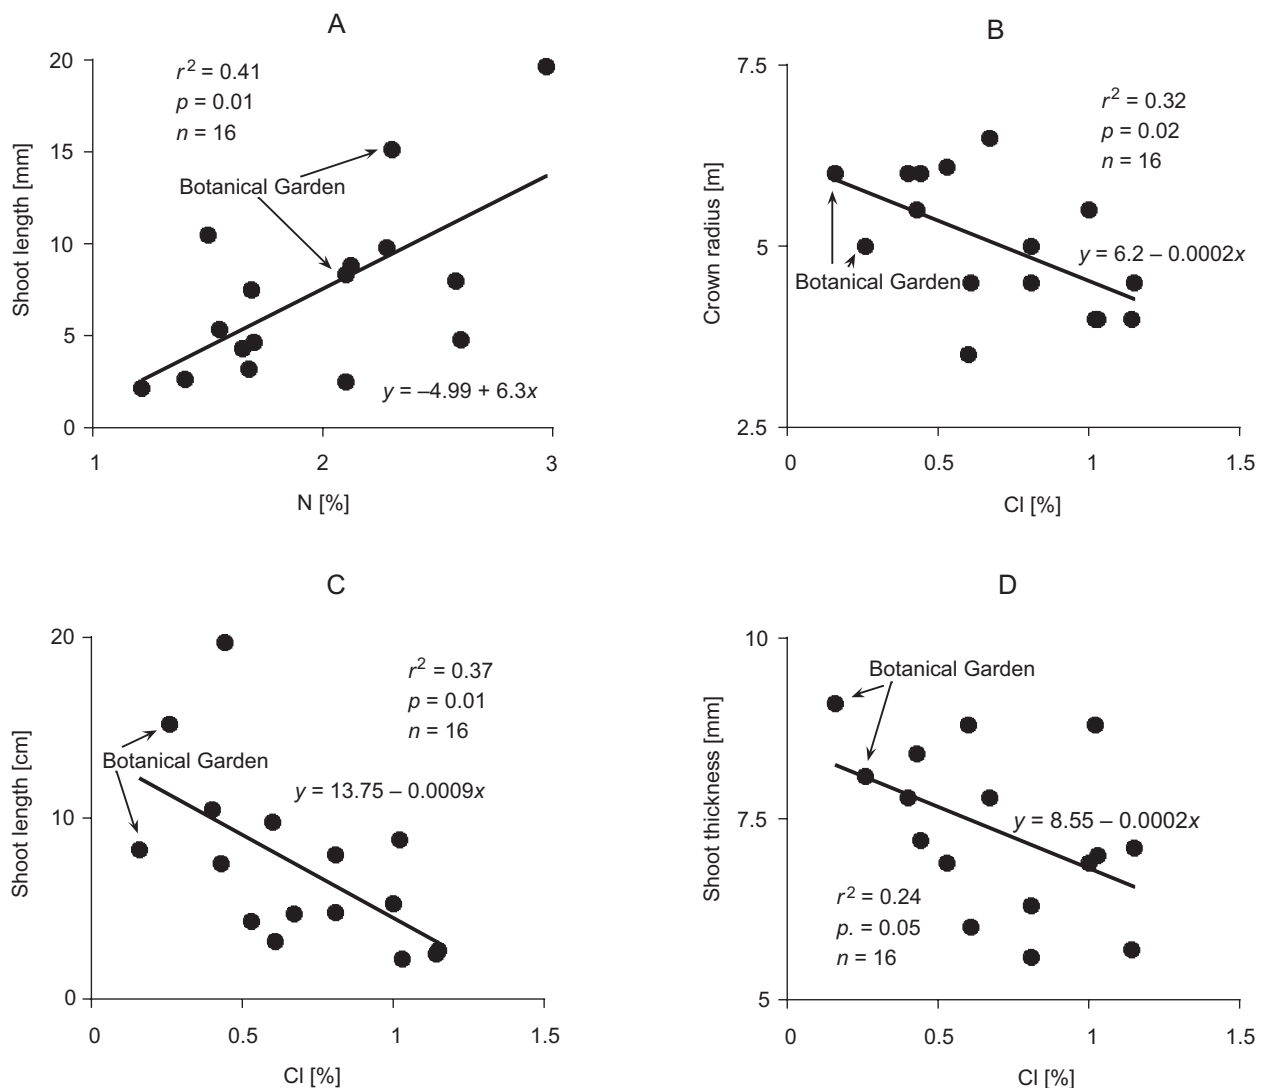 A
20
15
10
5
0
Shoot length [mm]
r² = 0.41
p = 0.01
n = 16
Botanical Garden
y = –4.99 + 6.3x
1 2 3
N [%]
B
7.5
5
2.5
Crown radius [m]
r² = 0.32
p = 0.02
n = 16
y = 6.2 – 0.0002x
Botanical Garden
0 0.5 1 1.5
Cl [%]
C
20
10
0
Shoot length [cm]
r² = 0.37
p = 0.01
n = 16
Botanical Garden
y = 13.75 – 0.0009x
0 0.5 1 1.5
Cl [%]
D
10
7.5
5
Shoot thickness [mm]
Botanical Garden
y = 8.55 – 0.0002x
r² = 0.24
p. = 0.05
n = 16
0 0.5 1 1.5
Cl [%]